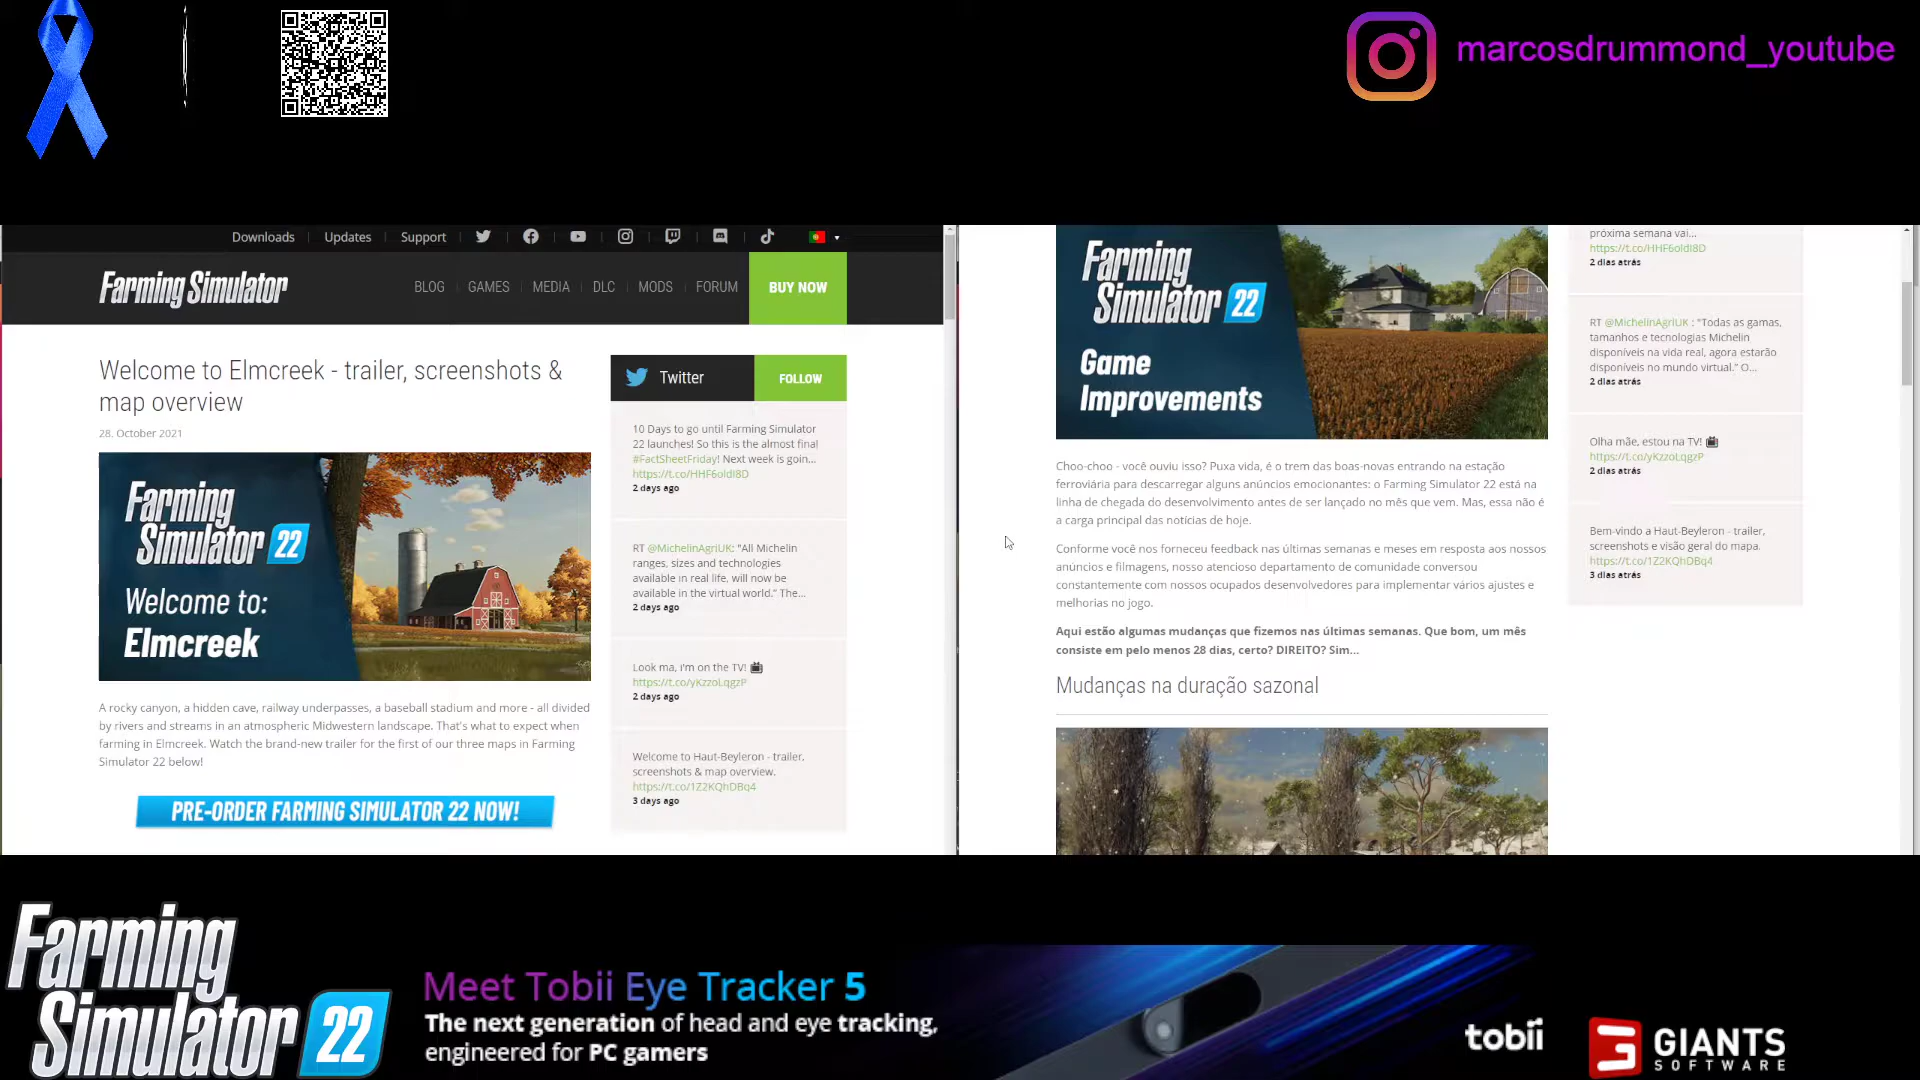 marcosdrummond_youtube
Downloads
Updates
Support
Farming Simulator
BLOG
GAMES
MEDIA
DLC
MODS
FORUM
BUY NOW
Welcome to Elmcreek - trailer, screenshots &
map overview
28. October 2021
Farming
Simulator 22
Welcome to:
Elmcreek
A rocky canyon, a hidden cave, railway underpasses, a baseball stadium and more - all divided
by rivers and streams in an atmospheric Midwestern landscape. That's what to expect when
farming in Elmcreek. Watch the brand-new trailer for the first of our three maps in Farming
Simulator 22 below!
PRE-ORDER FARMING SIMULATOR 22 NOW!
Twitter
FOLLOW
10 Days to go until Farming Simulator
22 launches! So this is the almost final
#FactSheetFriday! Next week is goin...
https://t.co/HHF6oldI8D
2 days ago
RT @MichelinAgriUK: "All Michelin
ranges, sizes and technologies
available in real life, will now be
available in the virtual world." The...
2 days ago
Look ma, i'm on the TV!
https://t.co/yKzzoLqgzP
2 days ago
Welcome to Haut-Beyleron - trailer,
screenshots & map overview.
https://t.co/1Z2KQhDBq4
3 days ago
Farming
Simulator 22
Game
Improvements
Choo-choo - você ouviu isso? Puxa vida, é o trem das boas-novas entrando na estação
ferroviária para descarregar alguns anúncios emocionantes: o Farming Simulator 22 está na
linha de chegada do desenvolvimento antes de ser lançado no mês que vem. Mas, essa não é
a carga principal das notícias de hoje.
Conforme você nos forneceu feedback nas últimas semanas e meses em resposta aos nossos
anúncios e filmagens, nosso atencioso departamento de comunidade conversou
constantemente com nossos ocupados desenvolvedores para implementar vários ajustes e
melhorias no jogo.
Aqui estão algumas mudanças que fizemos nas últimas semanas. Que bom, um mês
consiste em pelo menos 28 dias, certo? DIREITO? Sim...
Mudanças na duração sazonal
próxima semana vai...
https://t.co/HHF6oldI8D
2 dias atrás
RT @MichelinAgriUK : "Todas as gamas,
tamanhos e tecnologias Michelin
disponíveis na vida real, agora estarão
disponíveis no mundo virtual." O...
2 dias atrás
Olha mãe, estou na TV!
https://t.co/yKzzoLqgzP
2 dias atrás
Bem-vindo a Haut-Beyleron - trailer,
screenshots e visão geral do mapa.
https://t.co/1Z2KQhDBq4
3 dias atrás
Farming
Simulator 22
Meet Tobii Eye Tracker 5
The next generation of head and eye tracking,
engineered for PC gamers
tobii
GIANTS
SOFTWARE